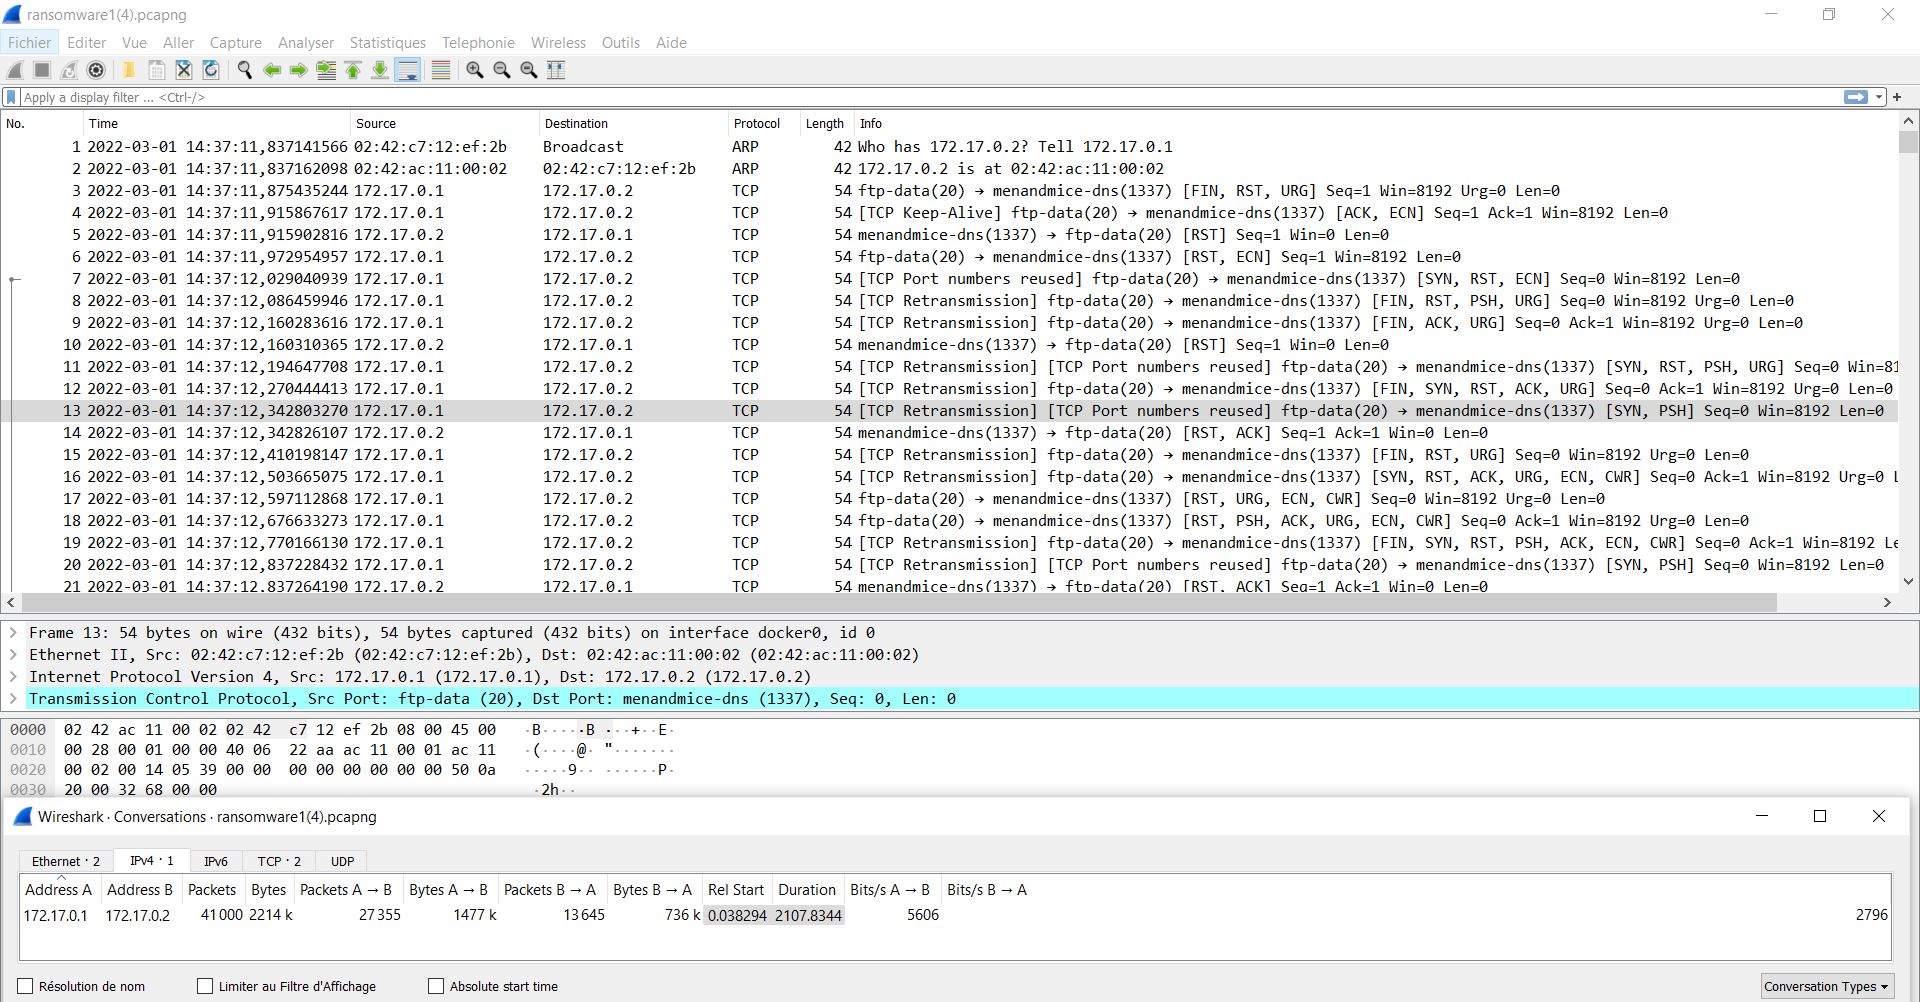 ransomware1(4).pcapng
Fichier Editer Vue Aller Capture Analyser Statistiques Telephonie Wireless Outils Aide
Apply a display filter ... <Ctrl-/>
No. Time Source Destination Protocol Length Info
1 2022-03-01 14:37:11,837141566 02:42:c7:12:ef:2b Broadcast ARP 42 Who has 172.17.0.2? Tell 172.17.0.1
2 2022-03-01 14:37:11,837162098 02:42:ac:11:00:02 02:42:c7:12:ef:2b ARP 42 172.17.0.2 is at 02:42:ac:11:00:02
3 2022-03-01 14:37:11,875435244 172.17.0.1 172.17.0.2 TCP 54 ftp-data(20) → menandmice-dns(1337) [FIN, RST, URG] Seq=1 Win=8192 Urg=0 Len=0
4 2022-03-01 14:37:11,915867617 172.17.0.1 172.17.0.2 TCP 54 [TCP Keep-Alive] ftp-data(20) → menandmice-dns(1337) [ACK, ECN] Seq=1 Ack=1 Win=8192 Len=0
5 2022-03-01 14:37:11,915902816 172.17.0.2 172.17.0.1 TCP 54 menandmice-dns(1337) → ftp-data(20) [RST] Seq=1 Win=0 Len=0
6 2022-03-01 14:37:11,972954957 172.17.0.1 172.17.0.2 TCP 54 ftp-data(20) → menandmice-dns(1337) [RST, ECN] Seq=1 Win=8192 Len=0
7 2022-03-01 14:37:12,029040939 172.17.0.1 172.17.0.2 TCP 54 [TCP Port numbers reused] ftp-data(20) → menandmice-dns(1337) [SYN, RST, ECN] Seq=0 Win=8192 Len=0
8 2022-03-01 14:37:12,086459946 172.17.0.1 172.17.0.2 TCP 54 [TCP Retransmission] ftp-data(20) → menandmice-dns(1337) [FIN, RST, PSH, URG] Seq=0 Win=8192 Urg=0 Len=0
9 2022-03-01 14:37:12,160283616 172.17.0.1 172.17.0.2 TCP 54 [TCP Retransmission] ftp-data(20) → menandmice-dns(1337) [FIN, ACK, URG] Seq=0 Ack=1 Win=8192 Urg=0 Len=0
10 2022-03-01 14:37:12,160310365 172.17.0.2 172.17.0.1 TCP 54 menandmice-dns(1337) → ftp-data(20) [RST] Seq=1 Win=0 Len=0
11 2022-03-01 14:37:12,194647708 172.17.0.1 172.17.0.2 TCP 54 [TCP Retransmission] [TCP Port numbers reused] ftp-data(20) → menandmice-dns(1337) [SYN, RST, PSH, URG] Seq=0 Win=81
12 2022-03-01 14:37:12,270444413 172.17.0.1 172.17.0.2 TCP 54 [TCP Retransmission] ftp-data(20) → menandmice-dns(1337) [FIN, SYN, RST, ACK, URG] Seq=0 Ack=1 Win=8192 Urg=0 Len=0
13 2022-03-01 14:37:12,342803270 172.17.0.1 172.17.0.2 TCP 54 [TCP Retransmission] [TCP Port numbers reused] ftp-data(20) → menandmice-dns(1337) [SYN, PSH] Seq=0 Win=8192 Len=0
14 2022-03-01 14:37:12,342826107 172.17.0.2 172.17.0.1 TCP 54 menandmice-dns(1337) → ftp-data(20) [RST, ACK] Seq=1 Ack=1 Win=0 Len=0
15 2022-03-01 14:37:12,410198147 172.17.0.1 172.17.0.2 TCP 54 [TCP Retransmission] ftp-data(20) → menandmice-dns(1337) [FIN, RST, URG] Seq=0 Win=8192 Urg=0 Len=0
16 2022-03-01 14:37:12,503665075 172.17.0.1 172.17.0.2 TCP 54 [TCP Retransmission] ftp-data(20) → menandmice-dns(1337) [SYN, RST, ACK, URG, ECN, CWR] Seq=0 Ack=1 Win=8192 Urg=0 L
17 2022-03-01 14:37:12,597112868 172.17.0.1 172.17.0.2 TCP 54 ftp-data(20) → menandmice-dns(1337) [RST, URG, ECN, CWR] Seq=0 Win=8192 Urg=0 Len=0
18 2022-03-01 14:37:12,676633273 172.17.0.1 172.17.0.2 TCP 54 ftp-data(20) → menandmice-dns(1337) [RST, PSH, ACK, URG, ECN, CWR] Seq=0 Ack=1 Win=8192 Urg=0 Len=0
19 2022-03-01 14:37:12,770166130 172.17.0.1 172.17.0.2 TCP 54 [TCP Retransmission] ftp-data(20) → menandmice-dns(1337) [FIN, SYN, RST, PSH, ACK, ECN, CWR] Seq=0 Ack=1 Win=8192 Le
20 2022-03-01 14:37:12,837228432 172.17.0.1 172.17.0.2 TCP 54 [TCP Retransmission] [TCP Port numbers reused] ftp-data(20) → menandmice-dns(1337) [SYN, PSH] Seq=0 Win=8192 Len=0
21 2022-03-01 14:37:12,837264190 172.17.0.2 172.17.0.1 TCP 54 menandmice-dns(1337) → ftp-data(20) [RST, ACK] Seq=1 Ack=1 Win=0 Len=0
Frame 13: 54 bytes on wire (432 bits), 54 bytes captured (432 bits) on interface docker0, id 0
Ethernet II, Src: 02:42:c7:12:ef:2b (02:42:c7:12:ef:2b), Dst: 02:42:ac:11:00:02 (02:42:ac:11:00:02)
Internet Protocol Version 4, Src: 172.17.0.1 (172.17.0.1), Dst: 172.17.0.2 (172.17.0.2)
Transmission Control Protocol, Src Port: ftp-data (20), Dst Port: menandmice-dns (1337), Seq: 0, Len: 0
0000 02 42 ac 11 00 02 02 42 c7 12 ef 2b 08 00 45 00 ·B·····B ···+··E·
0010 00 28 00 01 00 00 40 06 22 aa ac 11 00 01 ac 11 ·(····@· "·······
0020 00 02 00 14 05 39 00 00 00 00 00 00 00 00 50 0a ·····9·· ······P·
0030 20 00 32 68 00 00 ·2h··
Wireshark · Conversations · ransomware1(4).pcapng
Ethernet · 2 IPv4 · 1 IPv6 TCP · 2 UDP
Address A Address B Packets Bytes Packets A → B Bytes A → B Packets B → A Bytes B → A Rel Start Duration Bits/s A → B Bits/s B → A
172.17.0.1 172.17.0.2 41 000 2214 k 27 355 1477 k 13 645 736 k 0.038294 2107.8344 5606 2796
Résolution de nom Limiter au Filtre d'Affichage Absolute start time Conversation Types